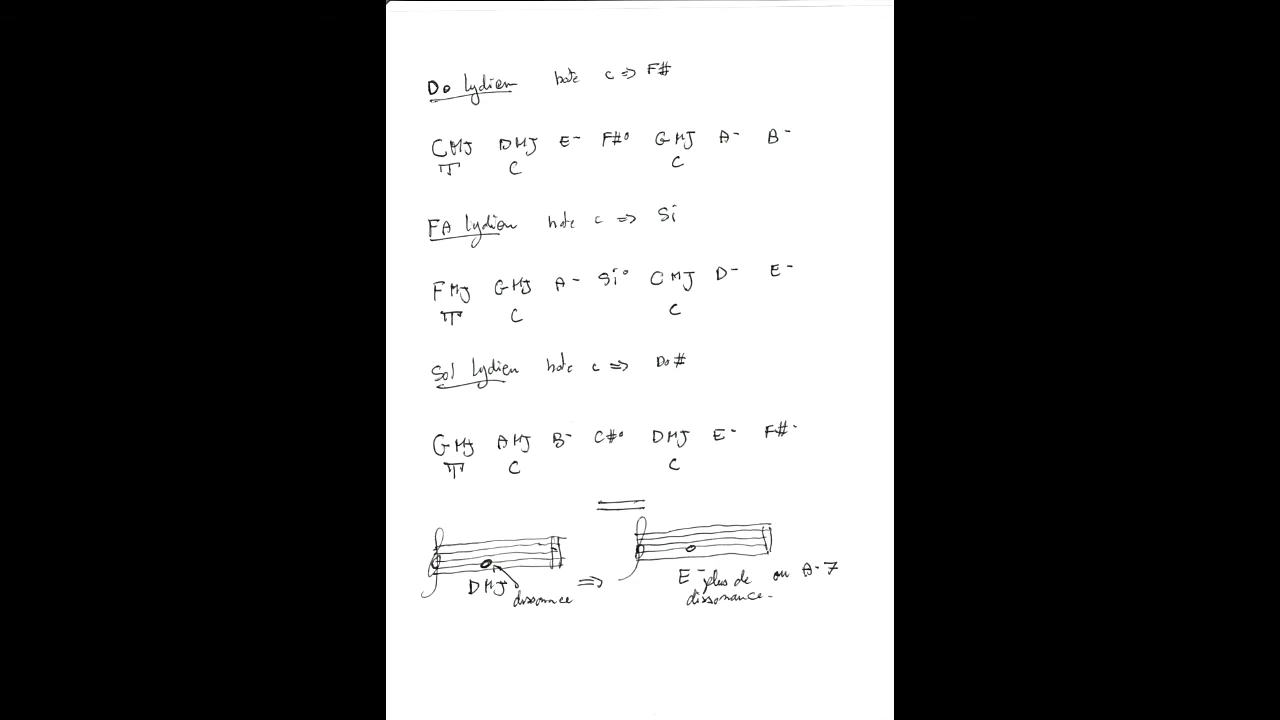 Do lydien note c => F#
CMJ DMJ E- F#° GMJ A- B-
T C C
FA lydien note c => Si
FMJ GMJ A- Si° CMJ D- E-
T C C
Sol lydien note c => Do#
GMJ AMJ B- C#° DMJ E- F#-
T C C
DMJ dissonance => E- plus de dissonance. ou A-7